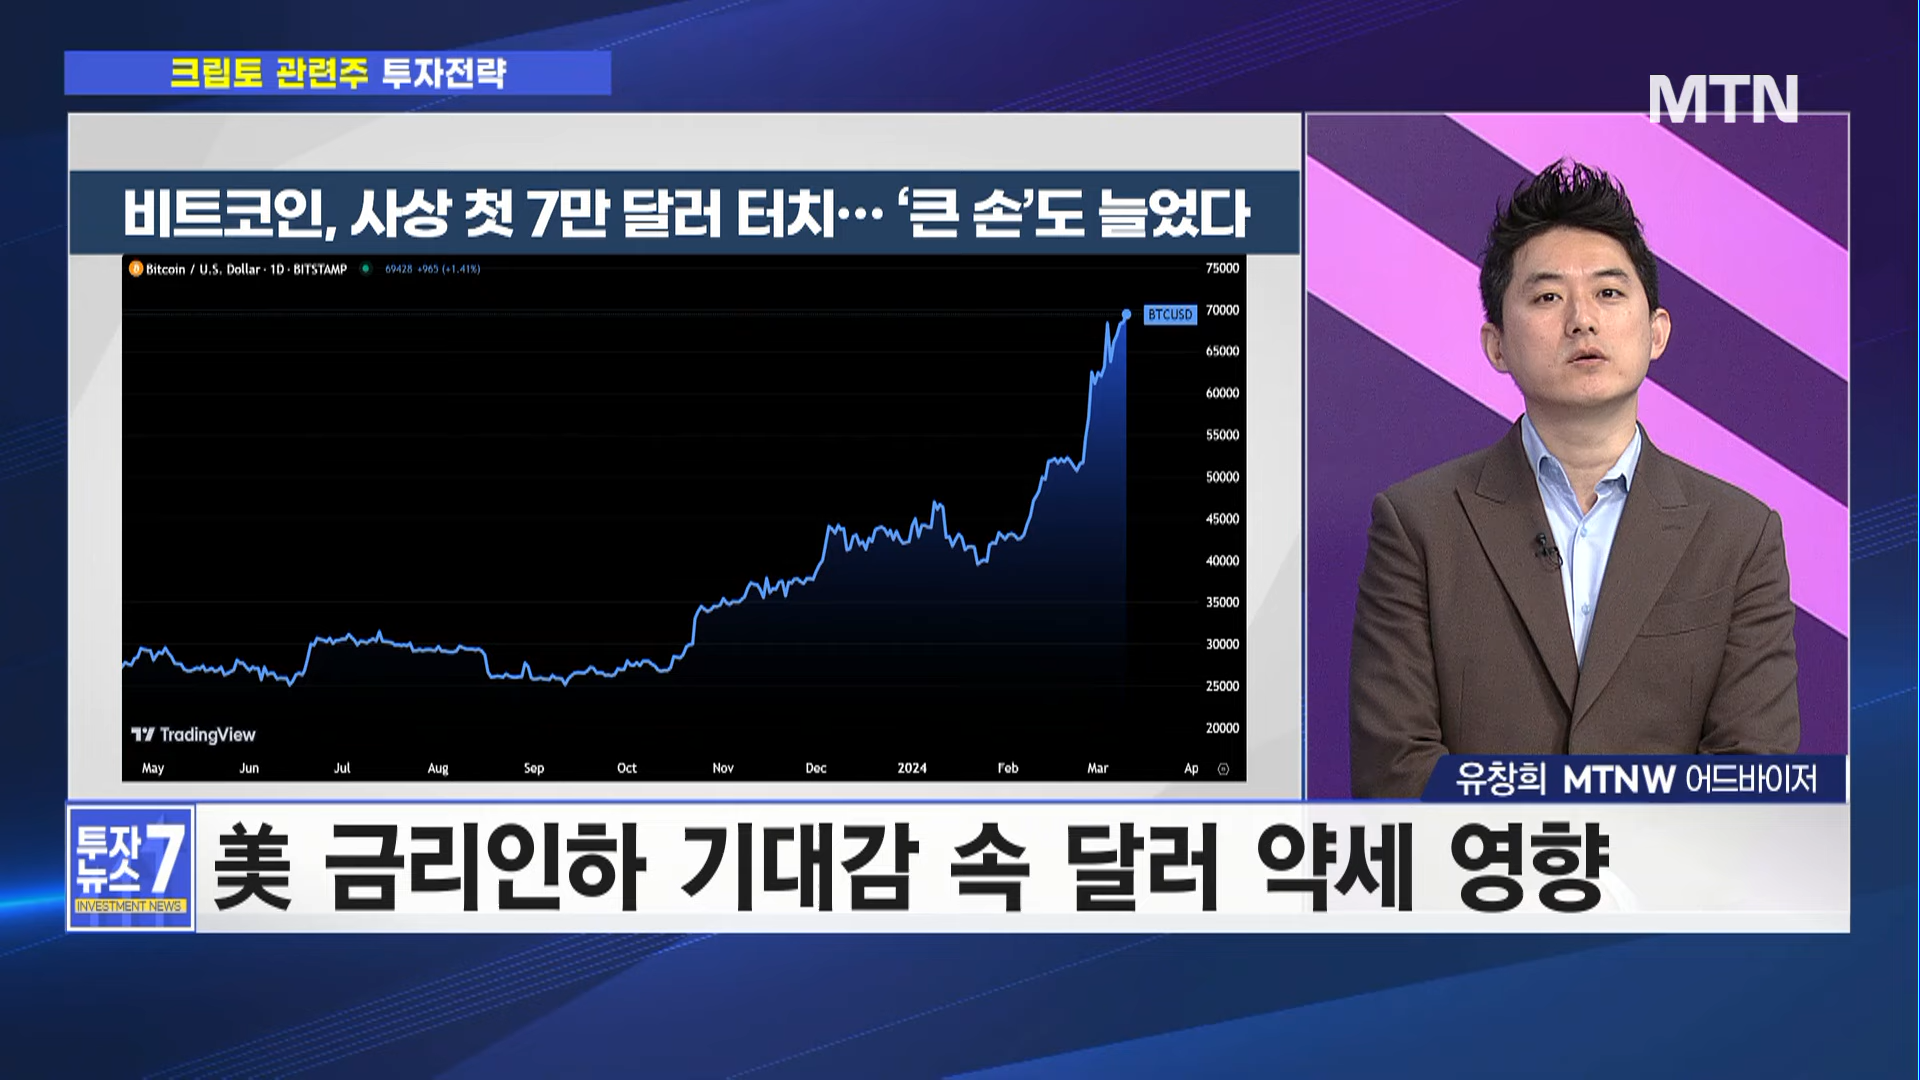 크립토 관련주 투자전략
MTN
비트코인, 사상 첫 7만 달러 터치… ‘큰 손’도 늘었다
Bitcoin / U.S. Dollar · 1D · BITSTAMP 69428 +965 (+1.41%)
75000
BTCUSD 70000
65000
60000
55000
50000
45000
40000
35000
30000
25000
20000
TradingView
May Jun Jul Aug Sep Oct Nov Dec 2024 Feb Mar Ap
유창희 MTNW 어드바이저
투자
뉴스 7
INVESTMENT NEWS
美 금리인하 기대감 속 달러 약세 영향